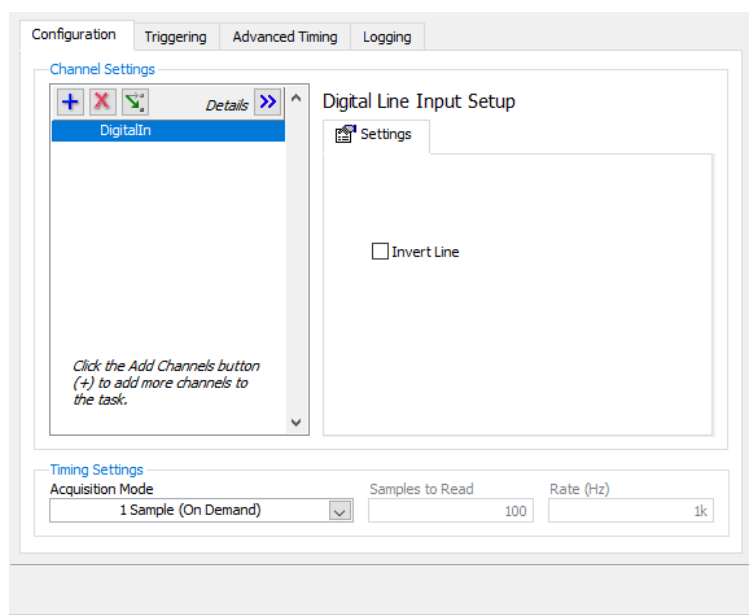 Configuration Triggering Advanced Timing Logging
Channel Settings
Details
DigitalIn
Click the Add Channels button
(+) to add more channels to
the task.
Digital Line Input Setup
Settings
Invert Line
Timing Settings
Acquisition Mode Samples to Read Rate (Hz)
1 Sample (On Demand) 100 1k